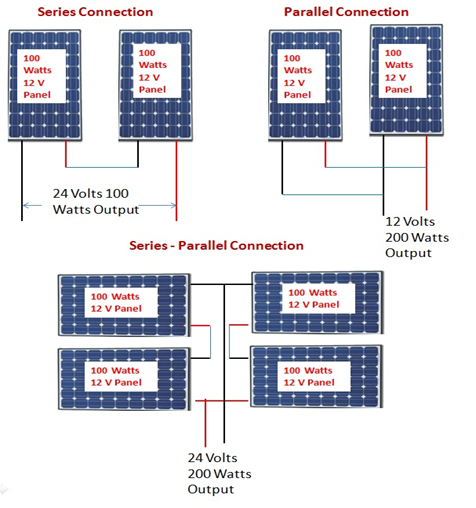 Series Connection
Parallel Connection
100
Watts
12 V
Panel
100
Watts
12 V
Panel
100
Watts
12 V
Panel
100
Watts
12 V
Panel
24 Volts 100
Watts Output
12 Volts
200 Watts
Output
Series - Parallel Connection
100 Watts
12 V Panel
100 Watts
12 V Panel
100 Watts
12 V Panel
100 Watts
12 V Panel
24 Volts
200 Watts
Output